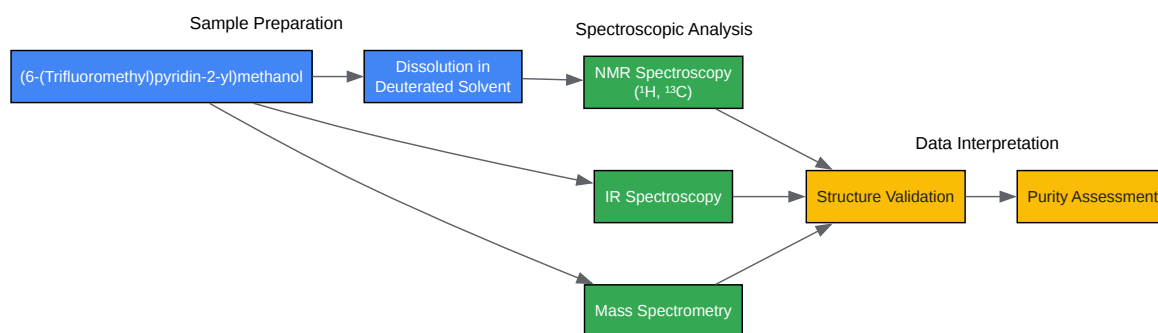 Sample Preparation
(6-(Trifluoromethyl)pyridin-2-yl)methanol
Dissolution in
Deuterated Solvent
Spectroscopic Analysis
NMR Spectroscopy
(¹H, ¹³C)
IR Spectroscopy
Mass Spectrometry
Data Interpretation
Structure Validation
Purity Assessment